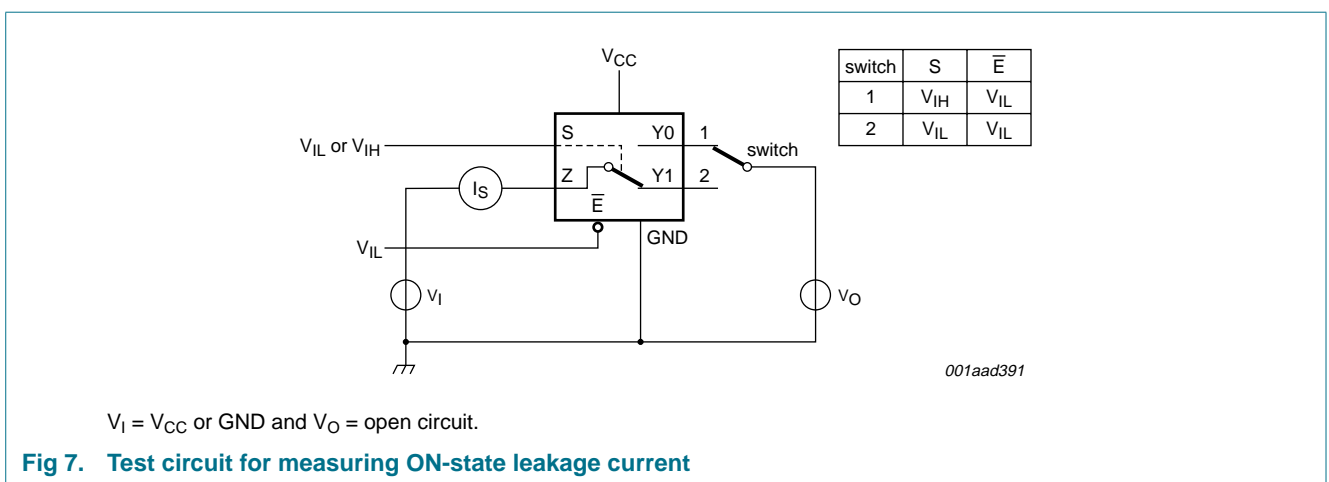 VCC
switch S E̅
1 VIH VIL
2 VIL VIL
VIL or VIH
S Y0 1
switch
Z Y1 2
IS
E̅
GND
VIL
VI
VO
001aad391
VI = VCC or GND and VO = open circuit.
Fig 7. Test circuit for measuring ON-state leakage current